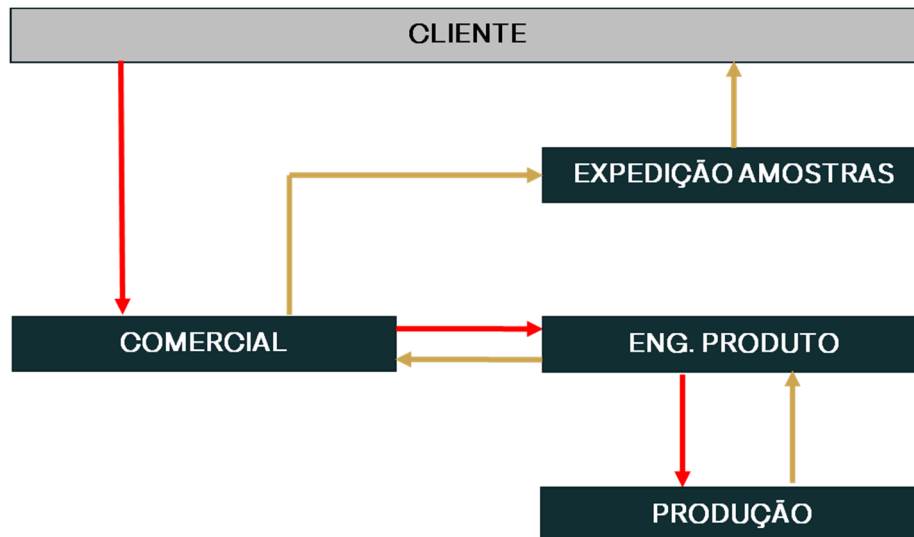 CLIENTE
EXPEDIÇÃO AMOSTRAS
COMERCIAL
ENG. PRODUTO
PRODUÇÃO